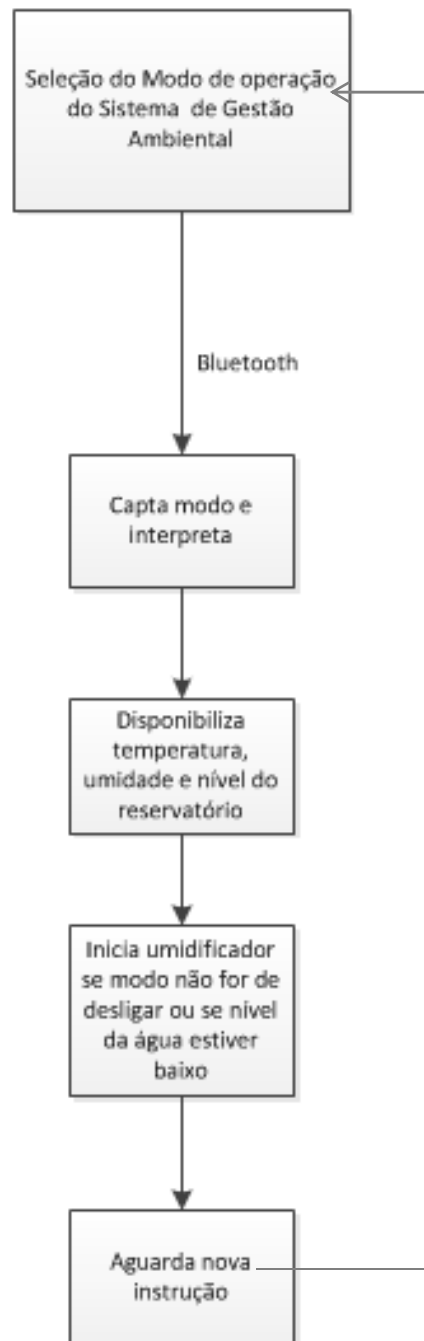 Seleção do Modo de operação
do Sistema de Gestão
Ambiental
Bluetooth
Capta modo e
interpreta
Disponibiliza
temperatura,
umidade e nível do
reservatório
Inicia umidificador
se modo não for de
desligar ou se nível
da água estiver
baixo
Aguarda nova
instrução